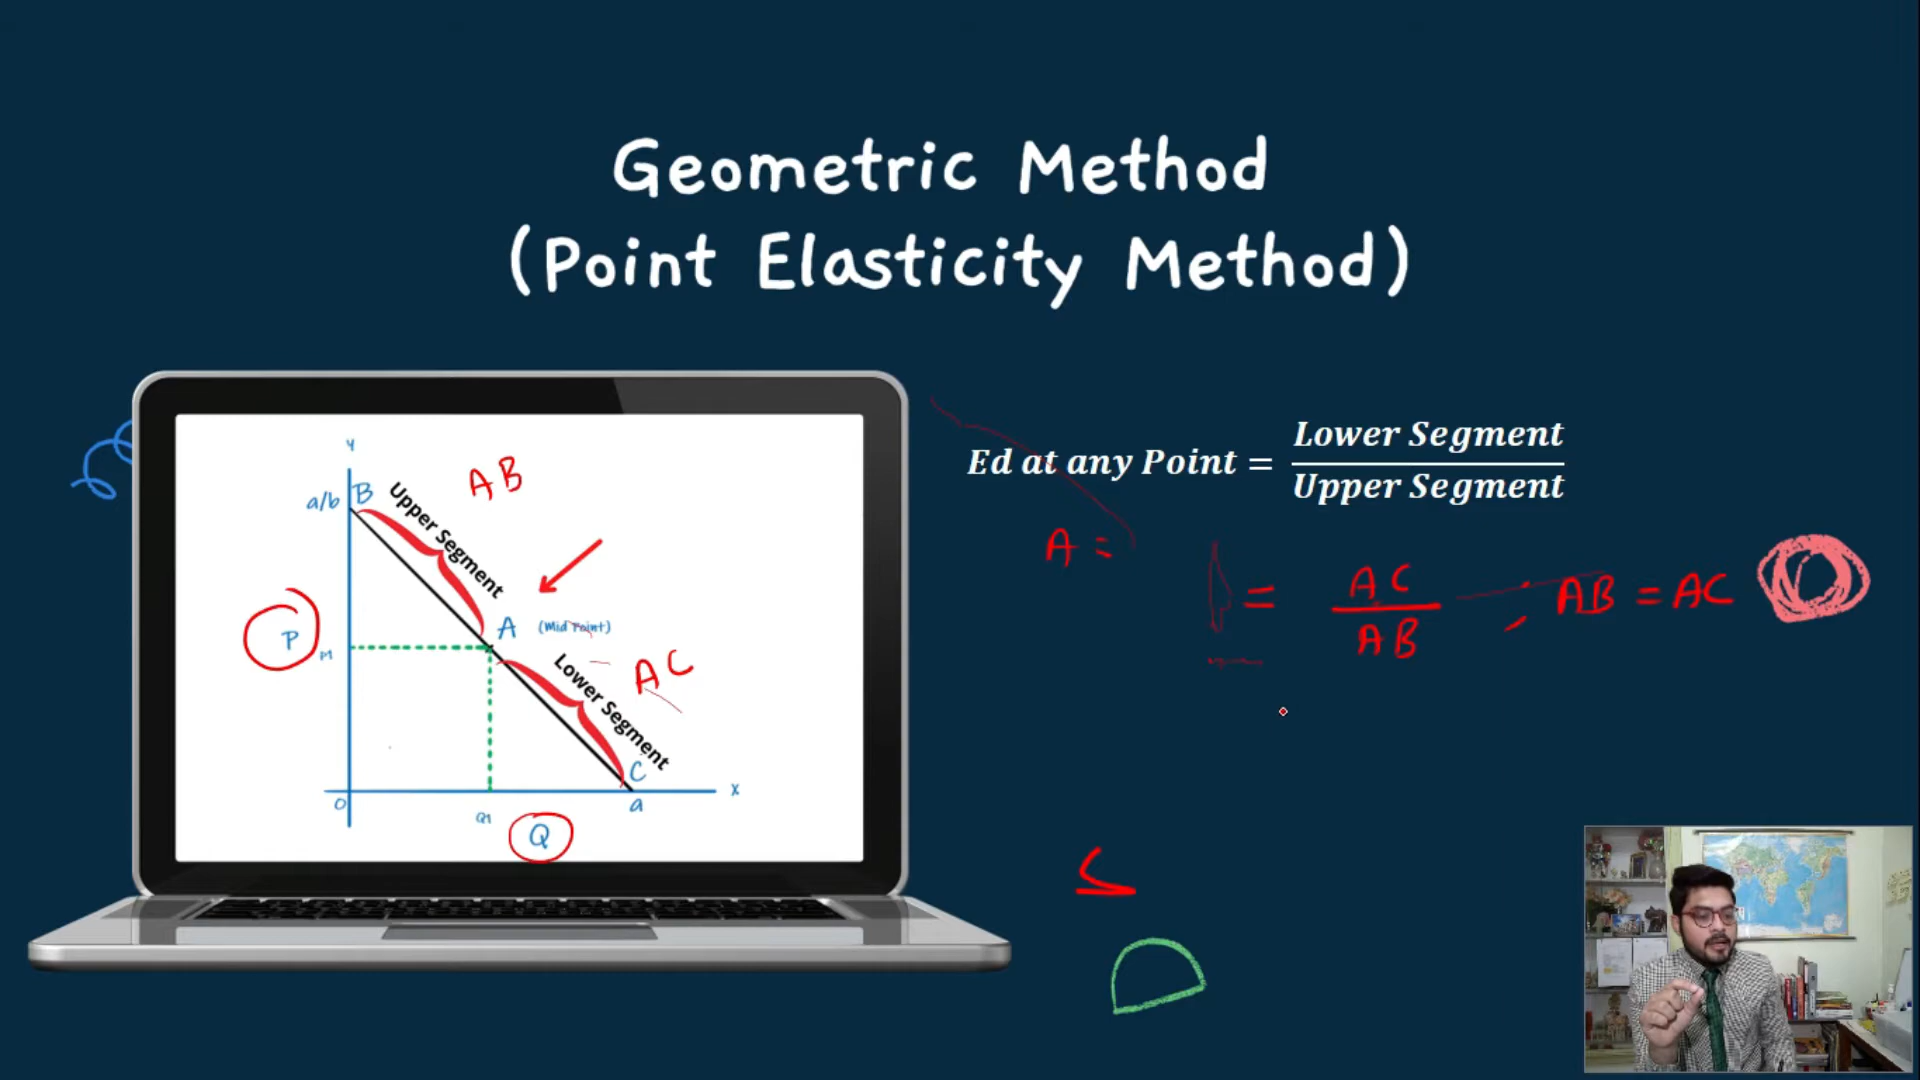 Geometric Method
(Point Elasticity Method)
Ed at any Point = Lower Segment
Upper Segment
A =
= AC
AB
; AB = AC
Y
a/b
B
Upper Segment
AB
A (Mid Point)
P
M
Lower Segment
AC
C
O
a
X
Q1
Q